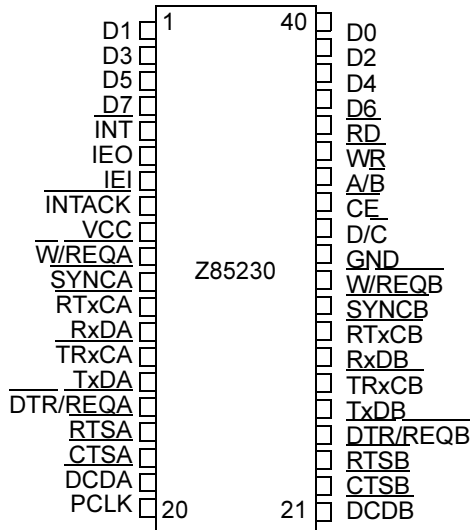 1
40
D1
D3
D5
D7
INT
IEO
IEI
INTACK
VCC
W/REQA
SYNCA
RTxCA
RxDA
TRxCA
TxDA
DTR/REQA
RTSA
CTSA
DCDA
PCLK
Z85230
D0
D2
D4
D6
RD
WR
A/B
CE
D/C
GND
W/REQB
SYNCB
RTxCB
RxDB
TRxCB
TxDB
DTR/REQB
RTSB
CTSB
DCDB
20
21